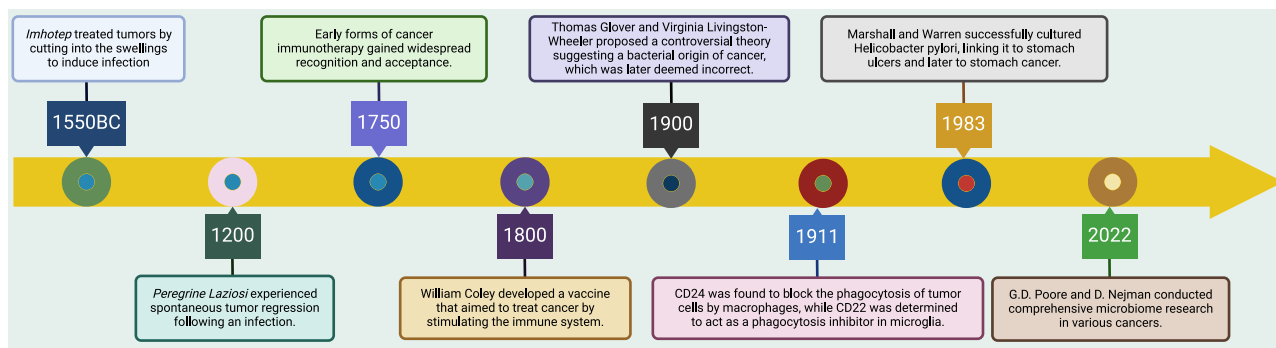 Imhotep treated tumors by
cutting into the swellings
to induce infection
Early forms of cancer
immunotherapy gained widespread
recognition and acceptance.
Thomas Glover and Virginia Livingston-
Wheeler proposed a controversial theory
suggesting a bacterial origin of cancer,
which was later deemed incorrect.
Marshall and Warren successfully cultured
Helicobacter pylori, linking it to stomach
ulcers and later to stomach cancer.
1550BC
1750
1900
1983
1200
1800
1911
2022
Peregrine Laziosi experienced
spontaneous tumor regression
following an infection.
William Coley developed a vaccine
that aimed to treat cancer by
stimulating the immune system.
CD24 was found to block the phagocytosis of tumor
cells by macrophages, while CD22 was determined
to act as a phagocytosis inhibitor in microglia.
G.D. Poore and D. Nejman conducted
comprehensive microbiome research
in various cancers.